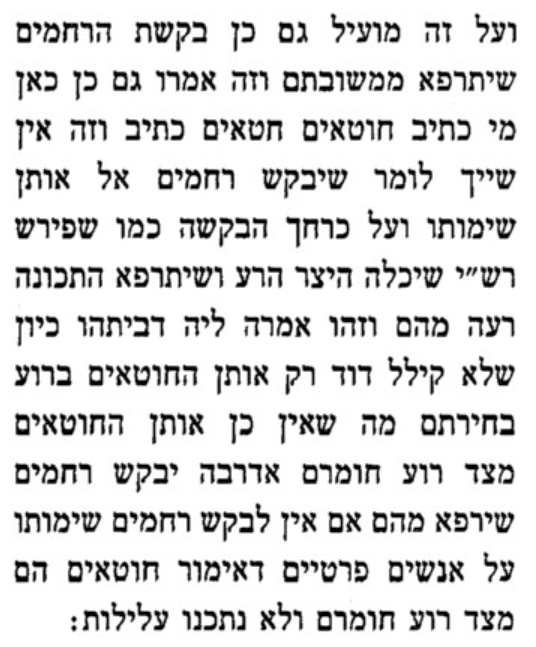 ועל זה מועיל גם כן בקשת הרחמים
שיתרפא ממשובתם וזה אמרו גם כן כאן
מי כתיב חוטאים חטאים כתיב וזה אין
שייך לומר שיבקש רחמים אל אותן
שימותו ועל כרחך הבקשה כמו שפירש
רש״י שיכלה היצר הרע ושיתרפא התכונה
רעה מהם וזהו אמרה ליה דביתהו כיון
שלא קילל דוד רק אותן החוטאים ברוע
בחירתם מה שאין כן אותן החוטאים
מצד רוע חומרם אדרבה יבקש רחמים
שירפא מהם אם אין לבקש רחמים שימותו
על אנשים פרטיים דאימור חוטאים הם
מצד רוע חומרם ולא נתכנו עלילות: